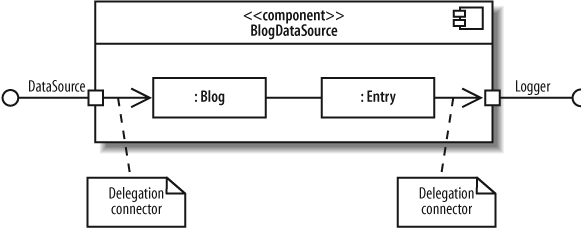 <<component>>
BlogDataSource
DataSource
: Blog
: Entry
Logger
Delegation
connector
Delegation
connector